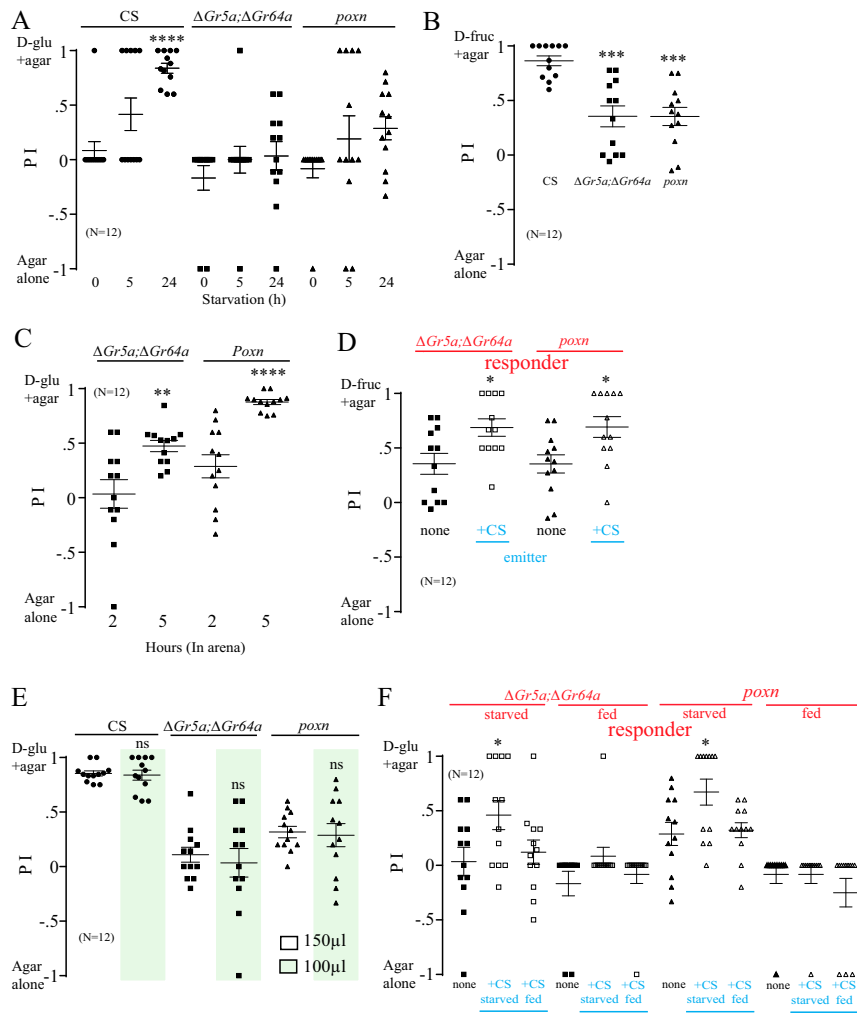 A
CS
ΔGr5a;ΔGr64a
poxn
D-glu
+agar
****
1
.5
0
-.5
-1
P I
Agar
alone
(N=12)
0 5 24 0 5 24 0 5 24
Starvation (h)
B
D-fruc
+agar
***
***
1
.5
0
-.5
-1
P I
CS
ΔGr5a;ΔGr64a
poxn
(N=12)
Agar
alone
C
ΔGr5a;ΔGr64a
Poxn
D-glu
+agar
(N=12)
**
****
1
.5
0
-.5
-1
P I
Agar
alone
2 5 2 5
Hours (In arena)
D
ΔGr5a;ΔGr64a
poxn
responder
D-fruc
+agar
*
*
1
.5
0
-.5
-1
P I
none +CS none +CS
emitter
(N=12)
Agar
alone
E
CS
ΔGr5a;ΔGr64a
poxn
D-glu
+agar
ns
ns
ns
1
.5
0
-.5
-1
P I
(N=12)
150µl
100µl
Agar
alone
F
ΔGr5a;ΔGr64a
poxn
starved fed starved fed
responder
D-glu
+agar
(N=12)
*
*
1
.5
0
-.5
-1
P I
Agar
alone
none +CS +CS none +CS +CS none +CS +CS none +CS +CS
starved fed starved fed starved fed starved fed